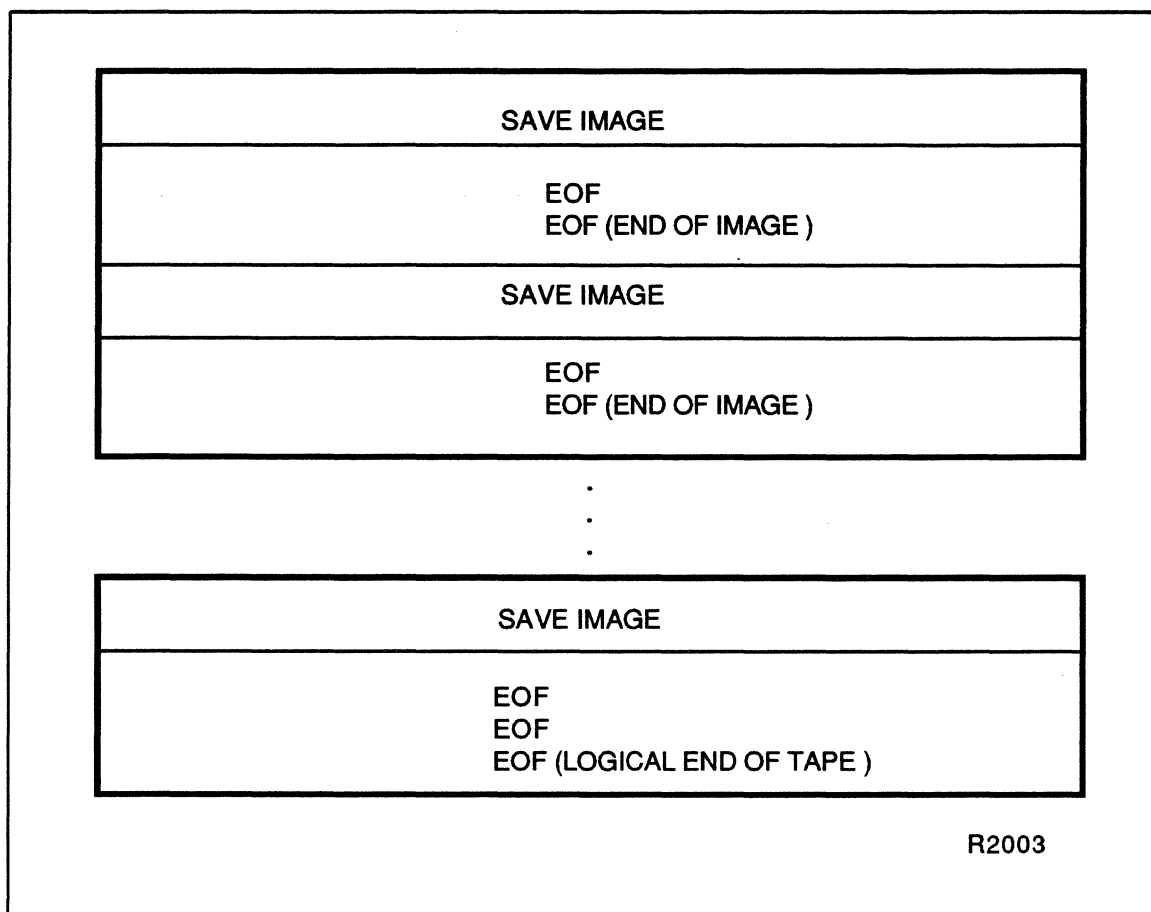 SAVE IMAGE
EOF
EOF (END OF IMAGE )
SAVE IMAGE
EOF
EOF (END OF IMAGE )
.
.
.
SAVE IMAGE
EOF
EOF
EOF (LOGICAL END OF TAPE )
R2003